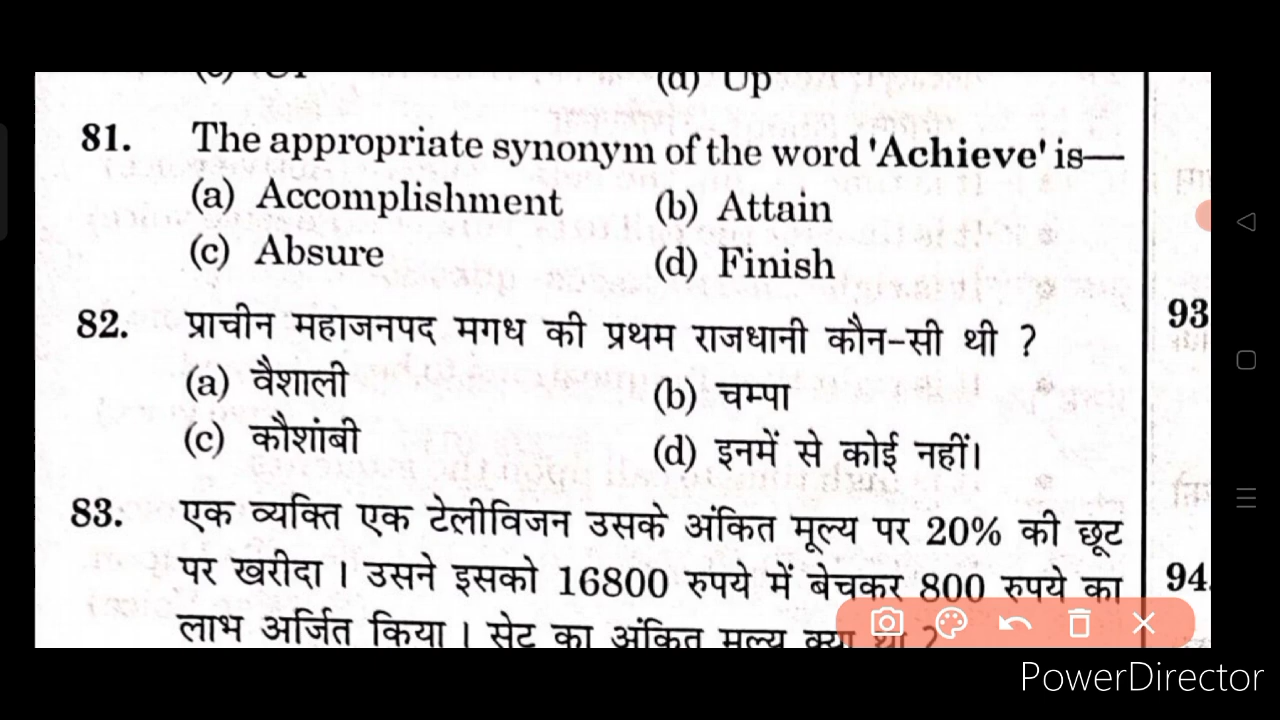 (d) Up
81. The appropriate synonym of the word 'Achieve' is—
(a) Accomplishment (b) Attain
(c) Absure (d) Finish
82. प्राचीन महाजनपद मगध की प्रथम राजधानी कौन-सी थी ?
(a) वैशाली (b) चम्पा
(c) कौशांबी (d) इनमें से कोई नहीं।
83. एक व्यक्ति एक टेलीविजन उसके अंकित मूल्य पर 20% की छूट
पर खरीदा । उसने इसको 16800 रुपये में बेचकर 800 रुपये का
लाभ अर्जित किया । सेट का अंकित मूल्य क्या था ?
93
94.
PowerDirector